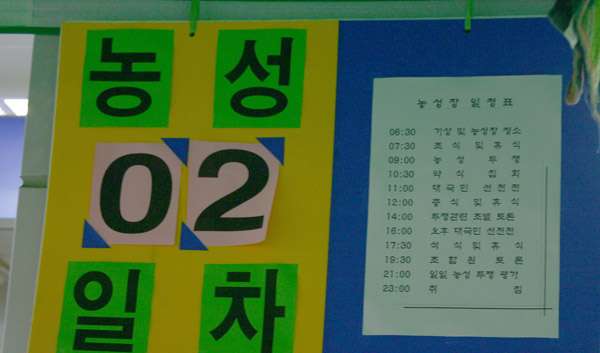 농성
02
일차
농성장 일정표
06:30 기상 및 농성장 청소
07:30 조식 및 휴식
09:00 농성 투쟁
10:30 약식 집회
11:00 대국민 선전전
12:00 중식 및 휴식
14:00 투쟁관련 조별 토론
16:00 오후 대국민 선전전
17:30 석식 및 휴식
19:30 조합원 토론
21:00 일일 농성 투쟁 평가
23:00 취침